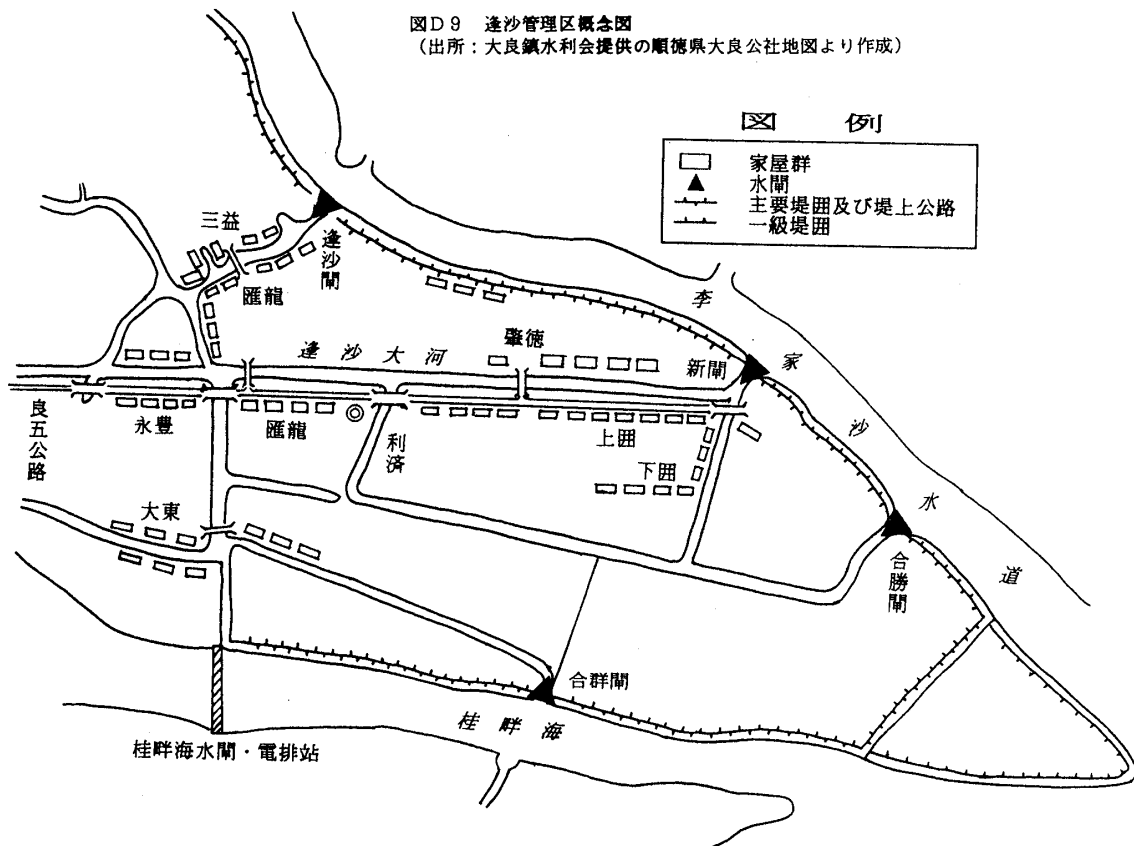 図D9 逢沙管理区概念図
（出所：大良鎮水利会提供の順徳県大良公社地図より作成）
図 例
家屋群
水閘
主要堤囲及び堤上公路
一級堤囲
三益
逢沙閘
匯龍
李家沙水道
肇徳
逢沙大河
新閘
良五公路
永豊
匯龍
利済
上囲
下囲
大東
合勝閘
合群閘
桂畔海
桂畔海水閘・電排站